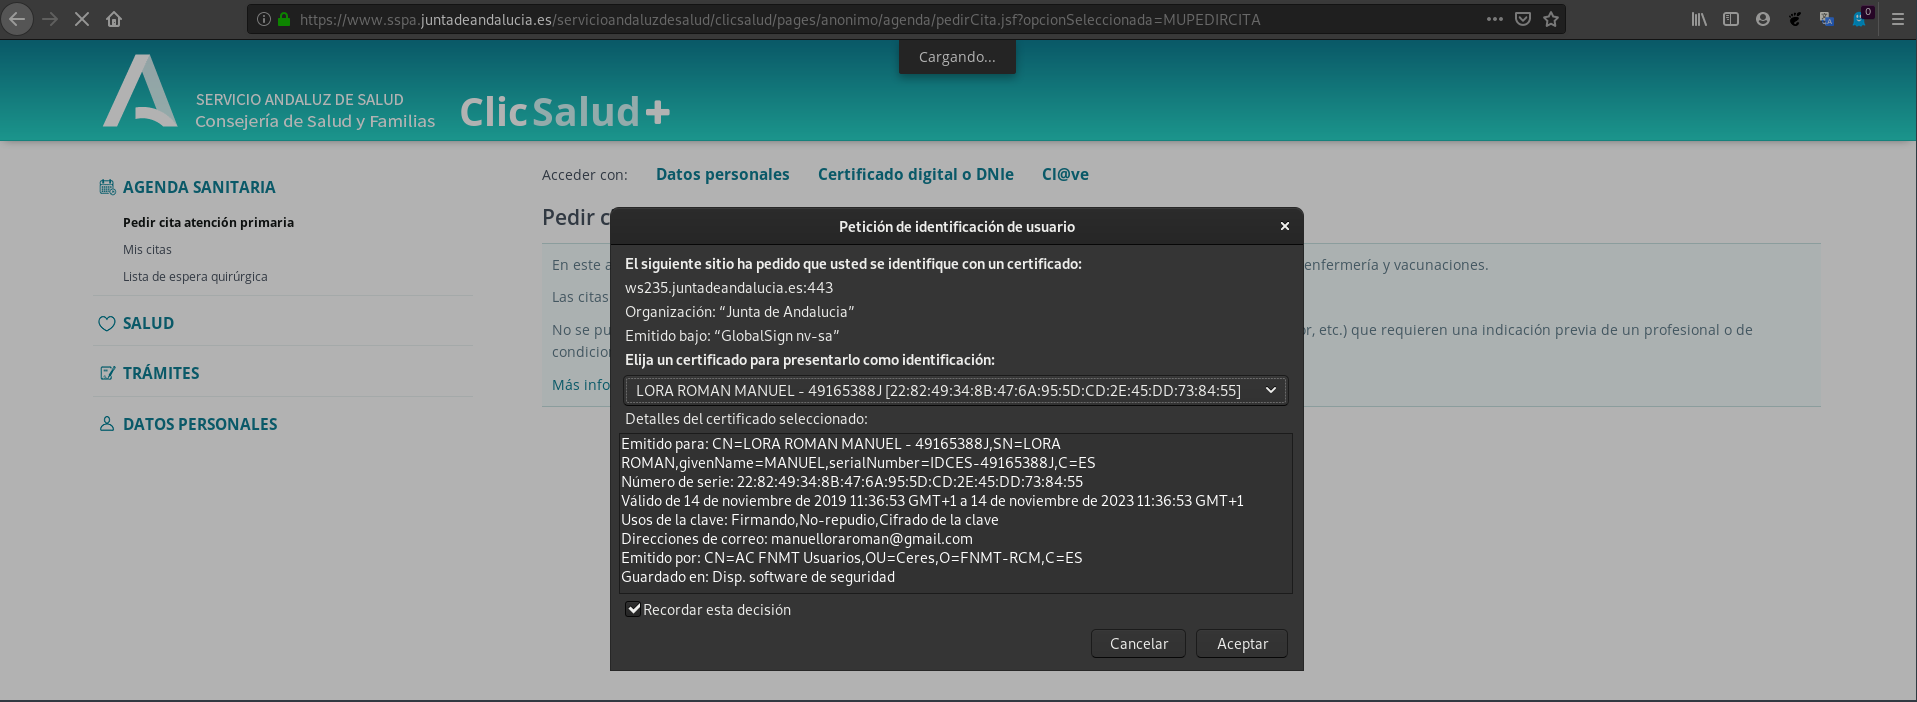 https://www.sspa.juntadeandalucia.es/servicioandaluzdesalud/clicsalud/pages/anonimo/agenda/pedirCita.jsf?opcionSeleccionada=MUPEDIRCITA
0
Cargando...
SERVICIO ANDALUZ DE SALUD
Consejería de Salud y Familias
ClicSalud+
AGENDA SANITARIA
Pedir cita atención primaria
Mis citas
Lista de espera quirúrgica
SALUD
TRÁMITES
DATOS PERSONALES
Acceder con: Datos personales Certificado digital o DNIe Cl@ve
Pedir c
En este a
enfermería y vacunaciones.
Las citas
No se pu
or, etc.) que requieren una indicación previa de un profesional o de
condicion
Más info
Petición de identificación de usuario
El siguiente sitio ha pedido que usted se identifique con un certificado:
ws235.juntadeandalucia.es:443
Organización: “Junta de Andalucia”
Emitido bajo: “GlobalSign nv-sa”
Elija un certificado para presentarlo como identificación:
LORA ROMAN MANUEL - 49165388J [22:82:49:34:8B:47:6A:95:5D:CD:2E:45:DD:73:84:55]
Detalles del certificado seleccionado:
Emitido para: CN=LORA ROMAN MANUEL - 49165388J,SN=LORA
ROMAN,givenName=MANUEL,serialNumber=IDCES-49165388J,C=ES
Número de serie: 22:82:49:34:8B:47:6A:95:5D:CD:2E:45:DD:73:84:55
Válido de 14 de noviembre de 2019 11:36:53 GMT+1 a 14 de noviembre de 2023 11:36:53 GMT+1
Usos de la clave: Firmando,No-repudio,Cifrado de la clave
Direcciones de correo: manuelloraroman@gmail.com
Emitido por: CN=AC FNMT Usuarios,OU=Ceres,O=FNMT-RCM,C=ES
Guardado en: Disp. software de seguridad
Recordar esta decisión
Cancelar Aceptar